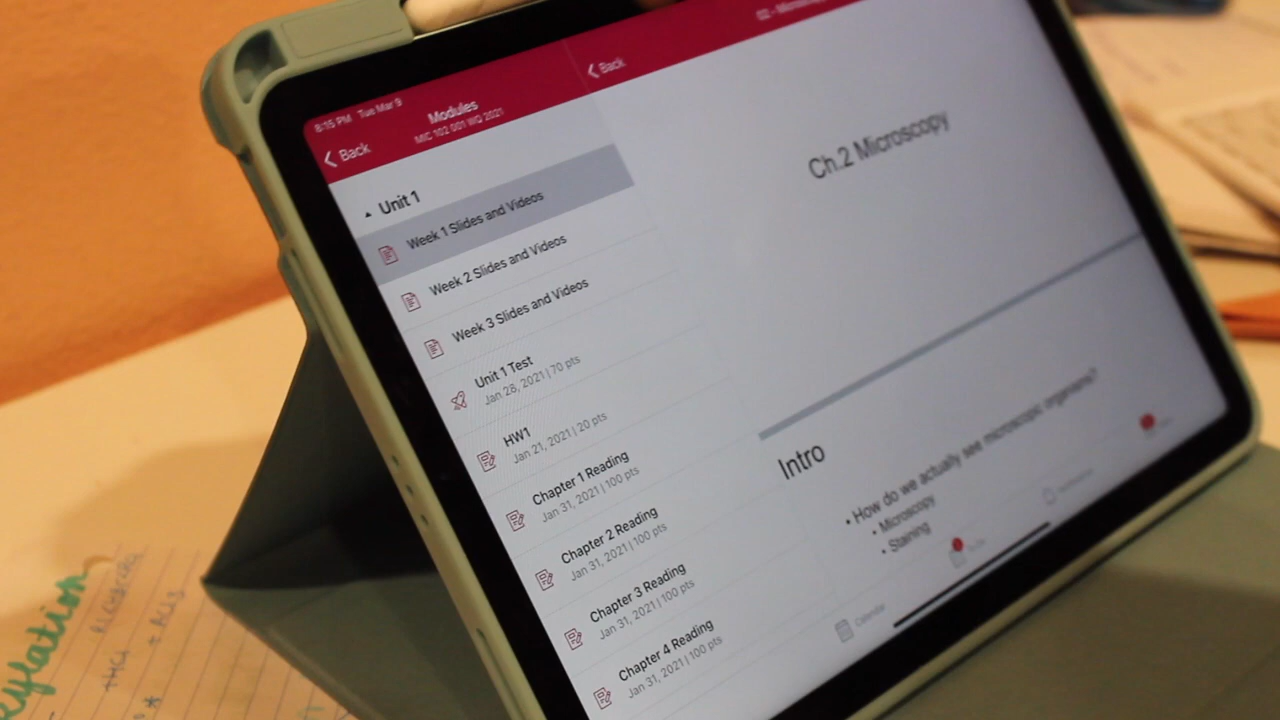 8:15 PM Tue Mar 9
Modules
MIC 102 001 WQ 2021
Back
Unit 1
Week 1 Slides and Videos
Week 2 Slides and Videos
Week 3 Slides and Videos
Unit 1 Test
Jan 28, 2021 | 70 pts
HW1
Jan 21, 2021 | 20 pts
Chapter 1 Reading
Jan 31, 2021 | 100 pts
Chapter 2 Reading
Jan 31, 2021 | 100 pts
Chapter 3 Reading
Jan 31, 2021 | 100 pts
Chapter 4 Reading
Jan 31, 2021 | 100 pts
Back
Ch.2 Microscopy
Intro
• How do we actually see microscopic organisms?
• Microscopy
• Staining
Calendar